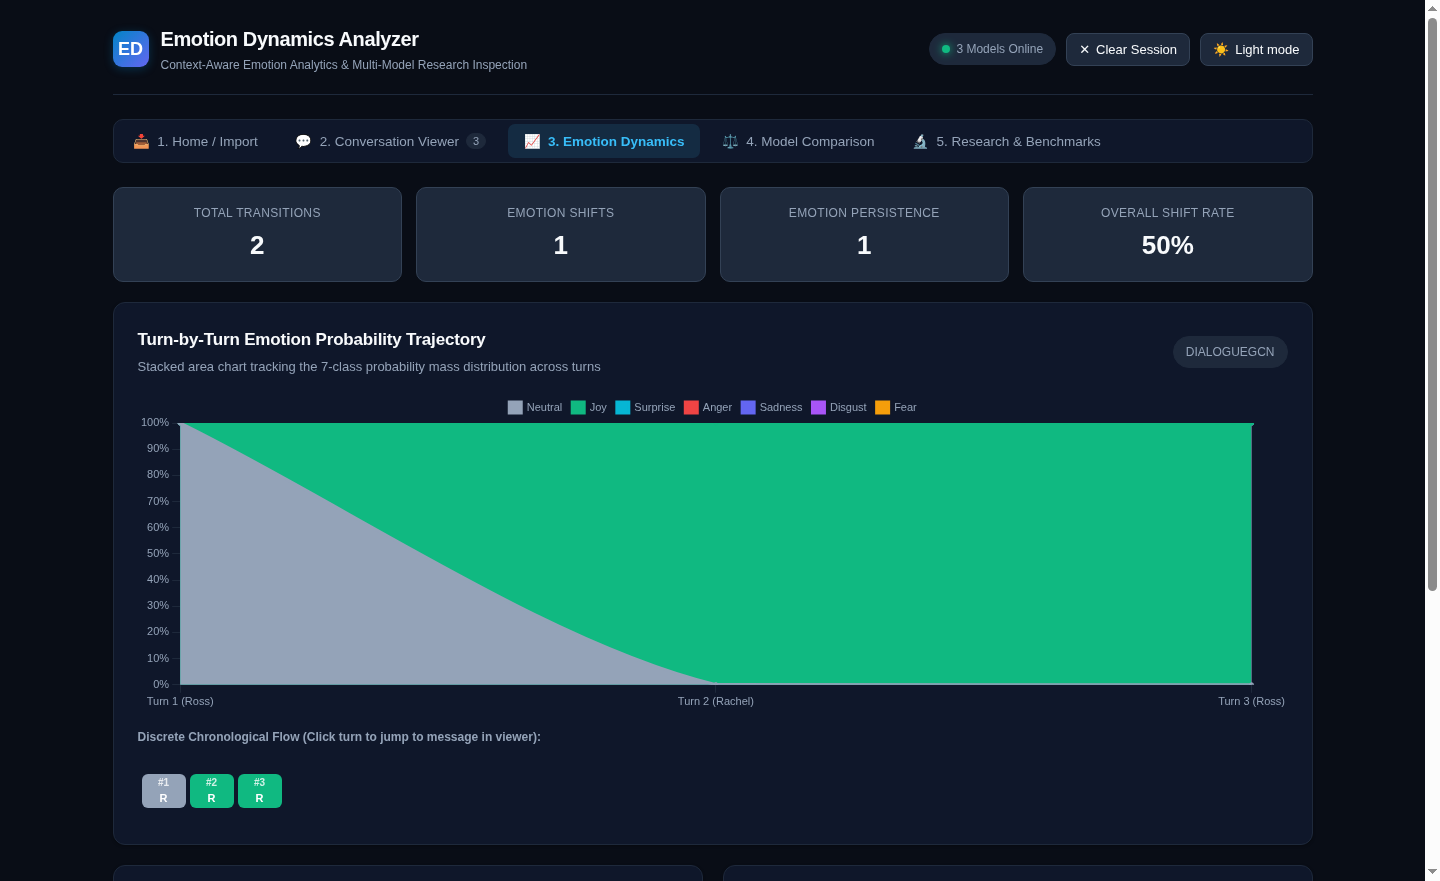 ED
Emotion Dynamics Analyzer
Context-Aware Emotion Analytics & Multi-Model Research Inspection
3 Models Online
✕ Clear Session
☀️ Light mode
📥 1. Home / Import
💬 2. Conversation Viewer 3
📈 3. Emotion Dynamics
⚖️ 4. Model Comparison
🔬 5. Research & Benchmarks
TOTAL TRANSITIONS
2
EMOTION SHIFTS
1
EMOTION PERSISTENCE
1
OVERALL SHIFT RATE
50%
Turn-by-Turn Emotion Probability Trajectory
Stacked area chart tracking the 7-class probability mass distribution across turns
DIALOGUEGCN
Neutral Joy Surprise Anger Sadness Disgust Fear
100%
90%
80%
70%
60%
50%
40%
30%
20%
10%
0%
Turn 1 (Ross) Turn 2 (Rachel) Turn 3 (Ross)
Discrete Chronological Flow (Click turn to jump to message in viewer):
#1 #2 #3
R R R